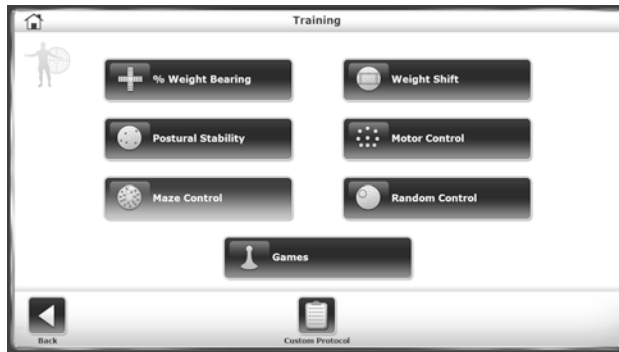 Training
% Weight Bearing
Weight Shift
Postural Stability
Motor Control
Maze Control
Random Control
Games
Back
Custom Protocol